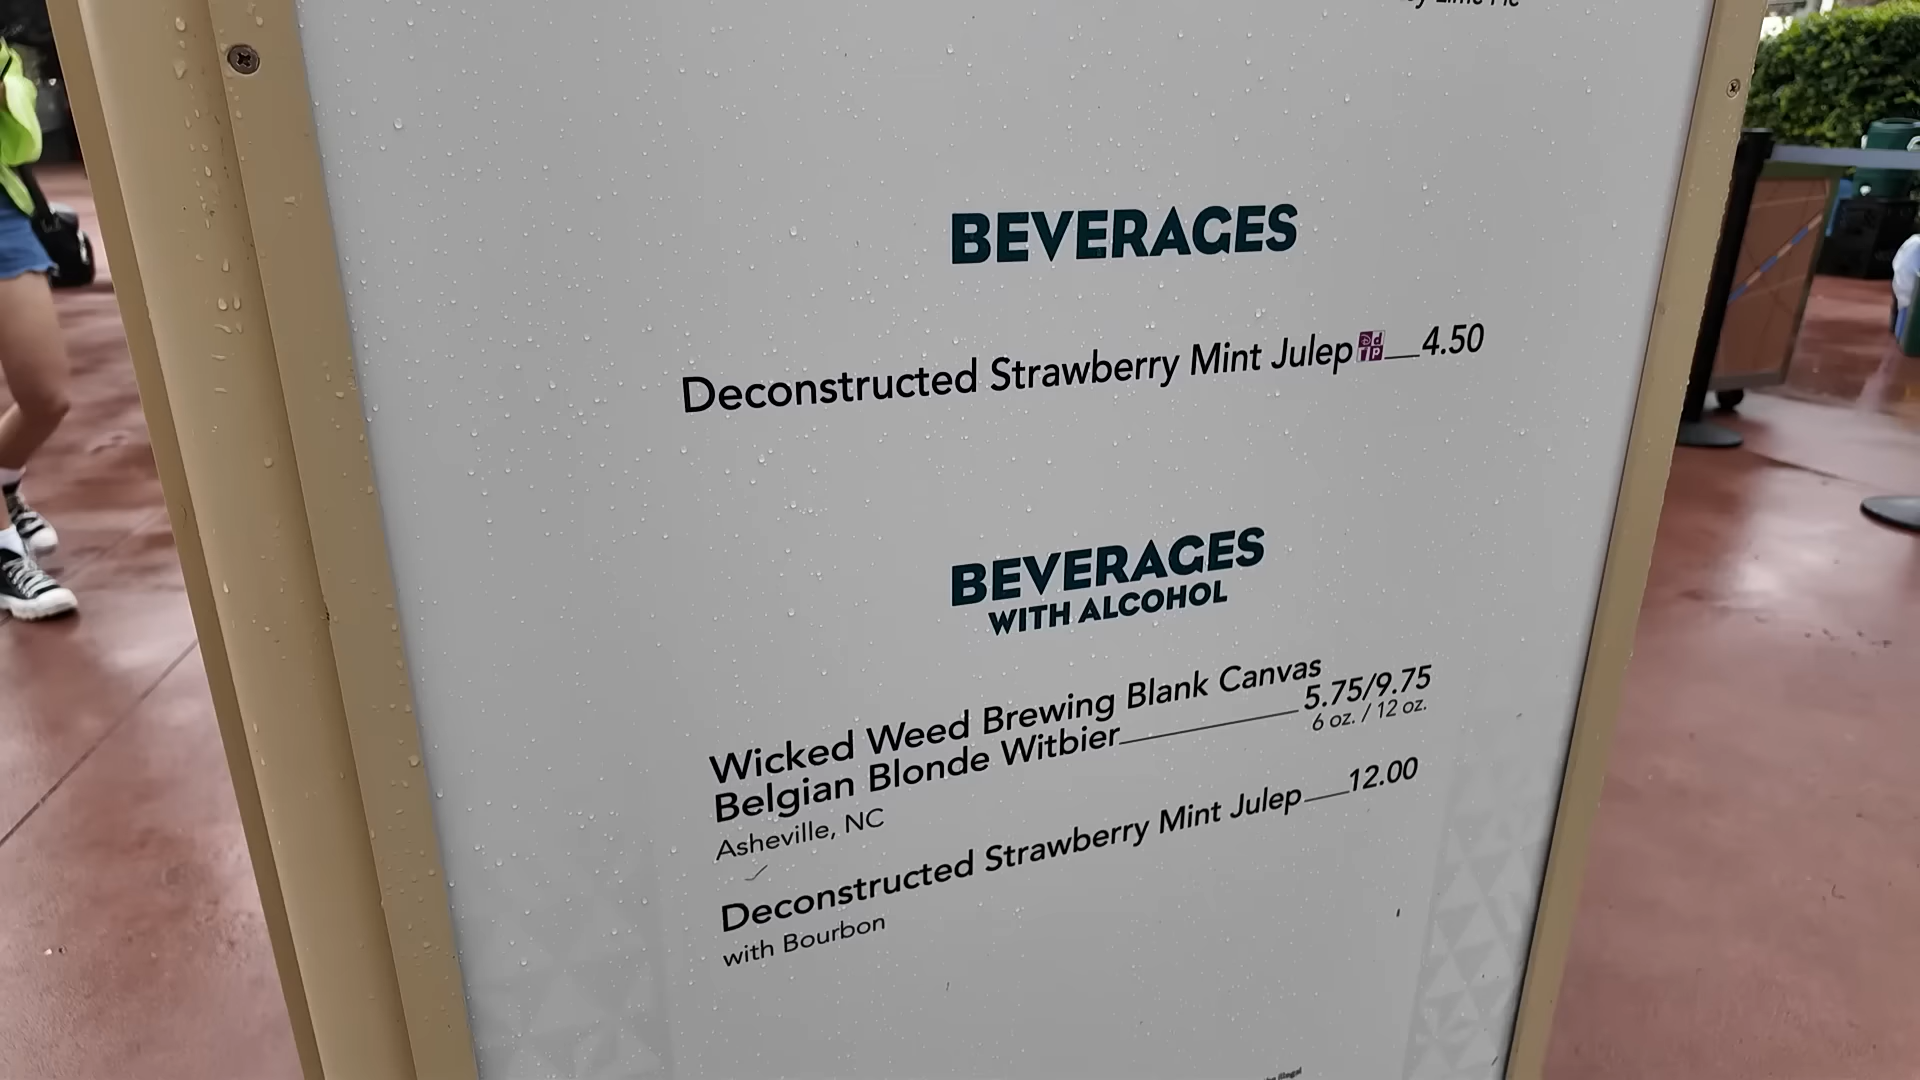 BEVERAGES
Deconstructed Strawberry Mint Julep 4.50
BEVERAGES
WITH ALCOHOL
Wicked Weed Brewing Blank Canvas
Belgian Blonde Witbier 5.75/9.75
6 oz. / 12 oz.
Asheville, NC
Deconstructed Strawberry Mint Julep 12.00
with Bourbon